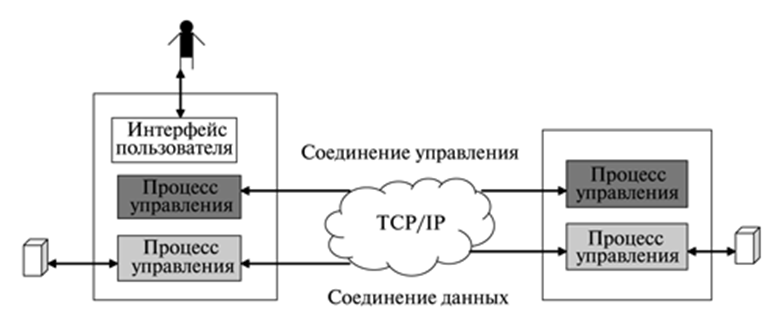 Интерфейс
пользователя
Соединение управления
Процесс
управления
Процесс
управления
TCP/IP
Процесс
управления
Процесс
управления
Соединение данных